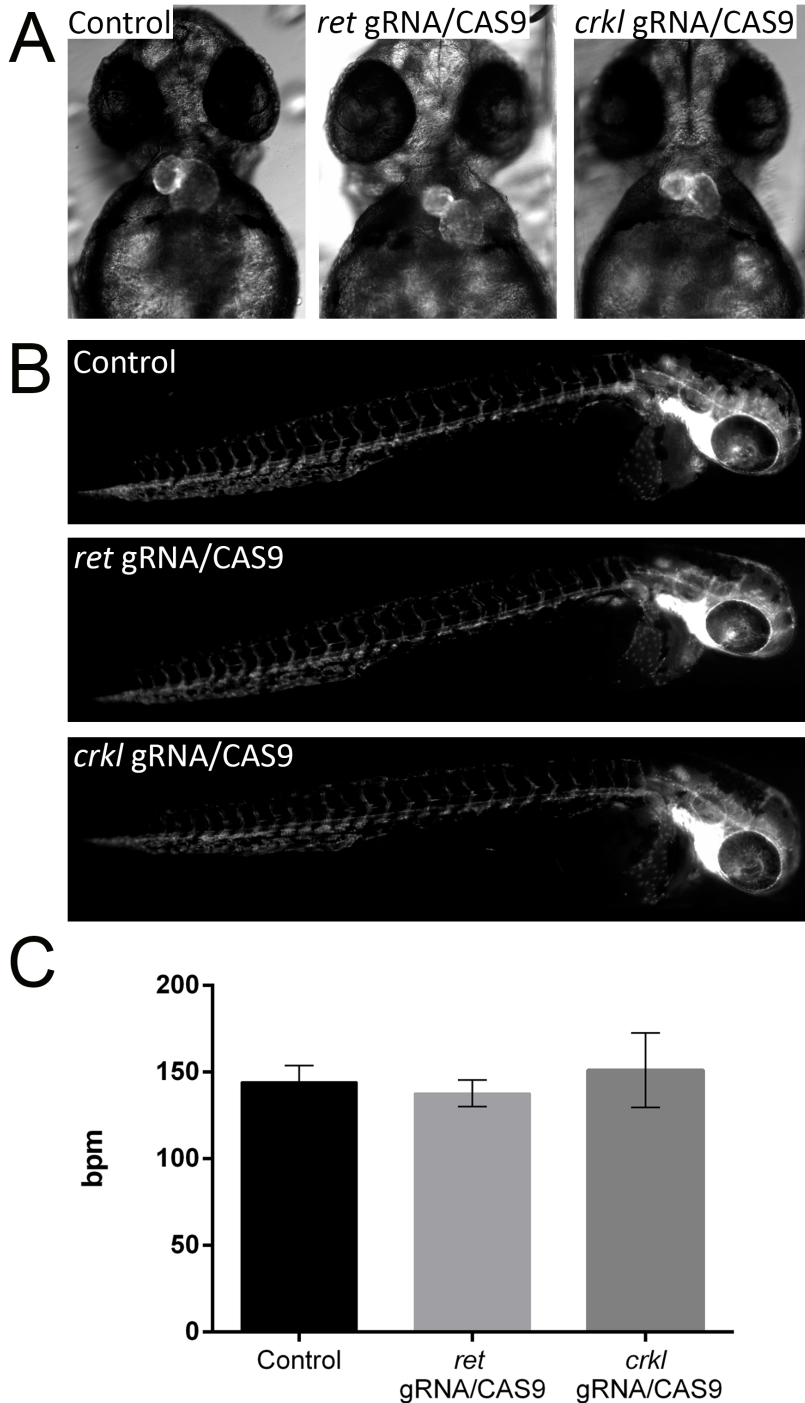 A
Control
ret gRNA/CAS9
crkl gRNA/CAS9
B
Control
ret gRNA/CAS9
crkl gRNA/CAS9
C
200
150
100
50
0
bpm
Control
ret
gRNA/CAS9
crkl
gRNA/CAS9